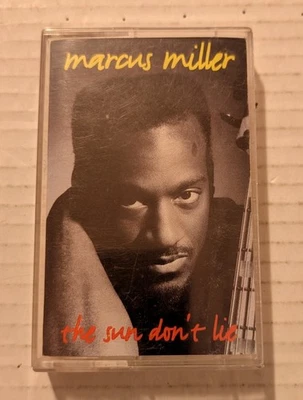 marcus miller
the sun don't lie